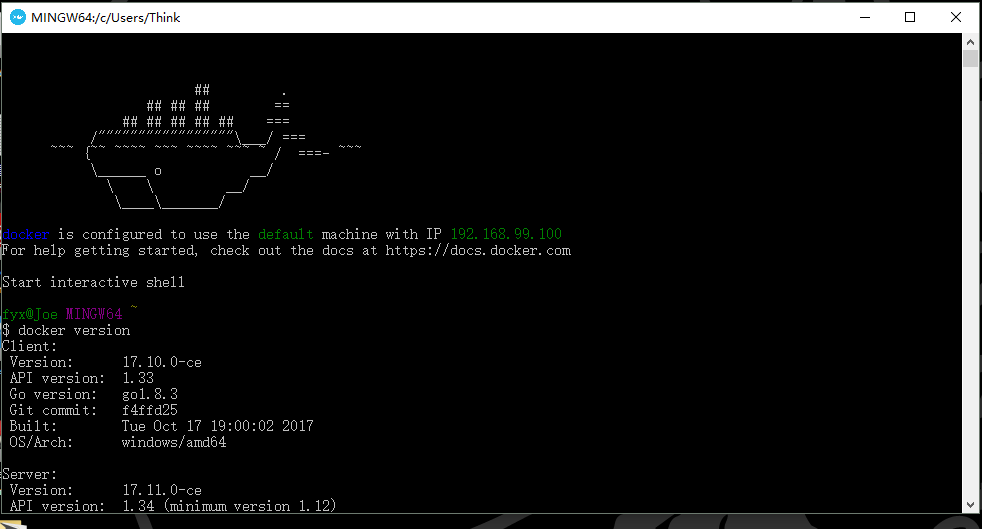 MINGW64:/c/Users/Think
                        ##         .
                  ## ## ##        ==
               ## ## ## ## ##    ===
           /"""""""""""""""""\___/ ===
      ~~~ {~~ ~~~~ ~~~ ~~~~ ~~~ ~ /  ===- ~~~
           \______ o           __/
             \    \         __/
              \____\_______/
docker is configured to use the default machine with IP 192.168.99.100
For help getting started, check out the docs at https://docs.docker.com
Start interactive shell
fyx@Joe MINGW64 ~
$ docker version
Client:
 Version:      17.10.0-ce
 API version:  1.33
 Go version:   go1.8.3
 Git commit:   f4ffd25
 Built:        Tue Oct 17 19:00:02 2017
 OS/Arch:      windows/amd64
Server:
 Version:      17.11.0-ce
 API version:  1.34 (minimum version 1.12)